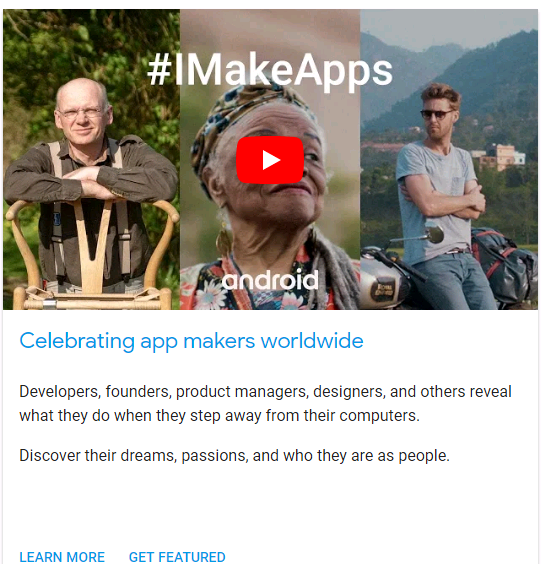 #IMakeApps
android
Celebrating app makers worldwide
Developers, founders, product managers, designers, and others reveal
what they do when they step away from their computers.
Discover their dreams, passions, and who they are as people.
LEARN MORE GET FEATURED